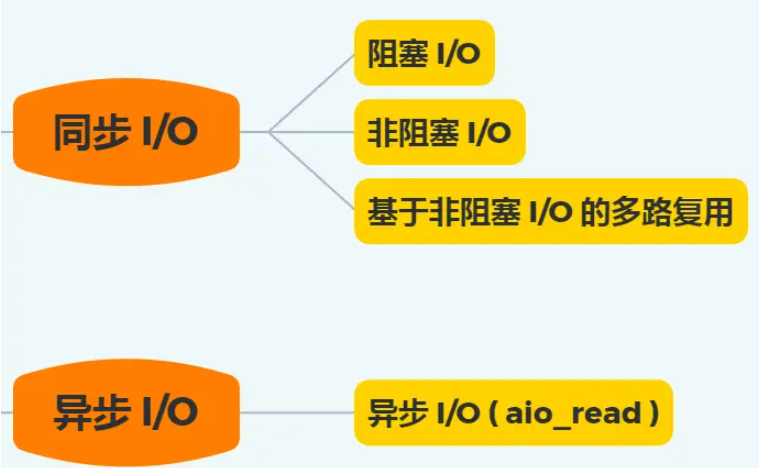 同步 I/O
阻塞 I/O
非阻塞 I/O
基于非阻塞 I/O 的多路复用
异步 I/O
异步 I/O ( aio_read )